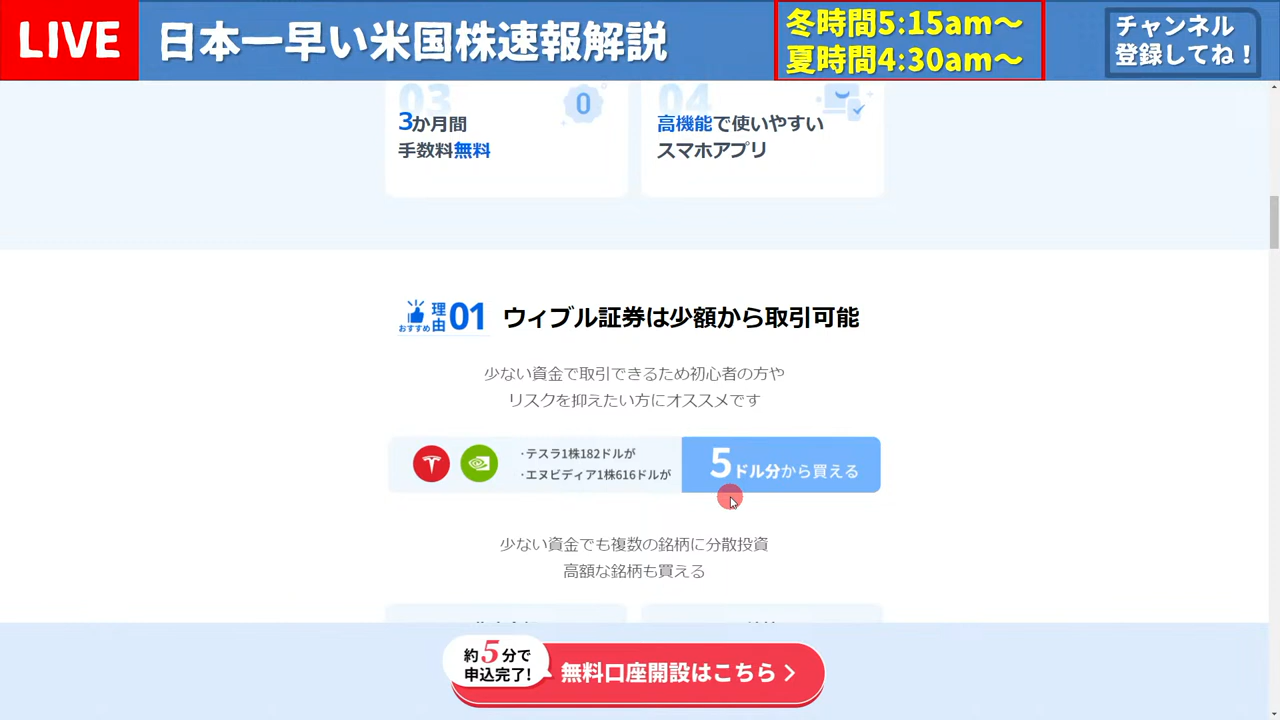 LIVE
日本一早い米国株速報解説
冬時間5:15am〜
夏時間4:30am〜
チャンネル
登録してね！
03
3か月間
手数料無料
0
04
高機能で使いやすい
スマホアプリ
おすすめ
理由
01
ウィブル証券は少額から取引可能
少ない資金で取引できるため初心者の方や
リスクを抑えたい方にオススメです
・テスラ1株182ドルが
・エヌビディア1株616ドルが
5ドル分から買える
少ない資金でも複数の銘柄に分散投資
高額な銘柄も買える
約5分で
申込完了!
無料口座開設はこちら